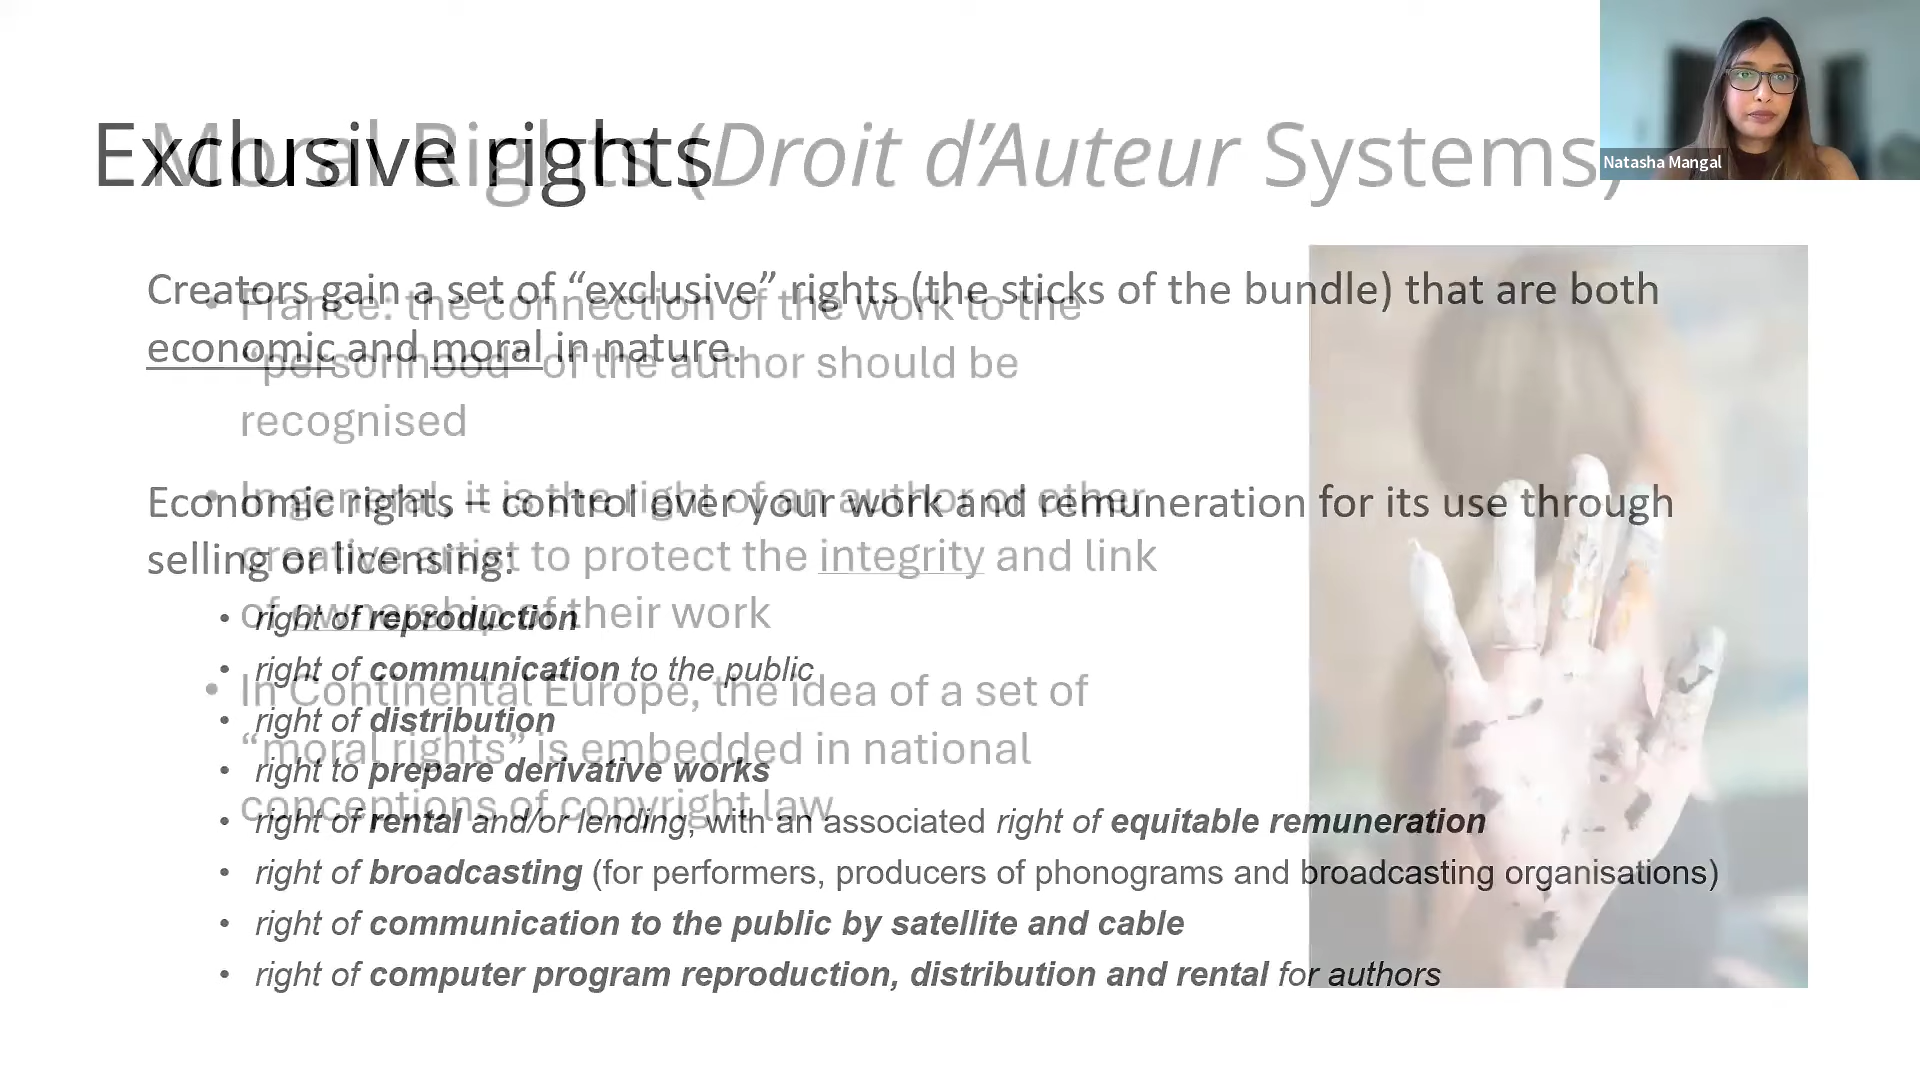 Exclusive rights
Creators gain a set of “exclusive” rights (the sticks of the bundle) that are both
economic and moral in nature.
Economic rights – control over your work and remuneration for its use through
selling or licensing:
• right of reproduction
• right of communication to the public
• right of distribution
• right to prepare derivative works
• right of rental and/or lending, with an associated right of equitable remuneration
• right of broadcasting (for performers, producers of phonograms and broadcasting organisations)
• right of communication to the public by satellite and cable
• right of computer program reproduction, distribution and rental for authors
Moral Rights (Droit d’Auteur Systems)
• France: the connection of the work to the
“personhood” of the author should be
recognised
• In general, it is the right of an author or other
creative artist to protect the integrity and link
of ownership of their work
• In Continental Europe, the idea of a set of
“moral rights” is embedded in national
conceptions of copyright law
Natasha Mangal